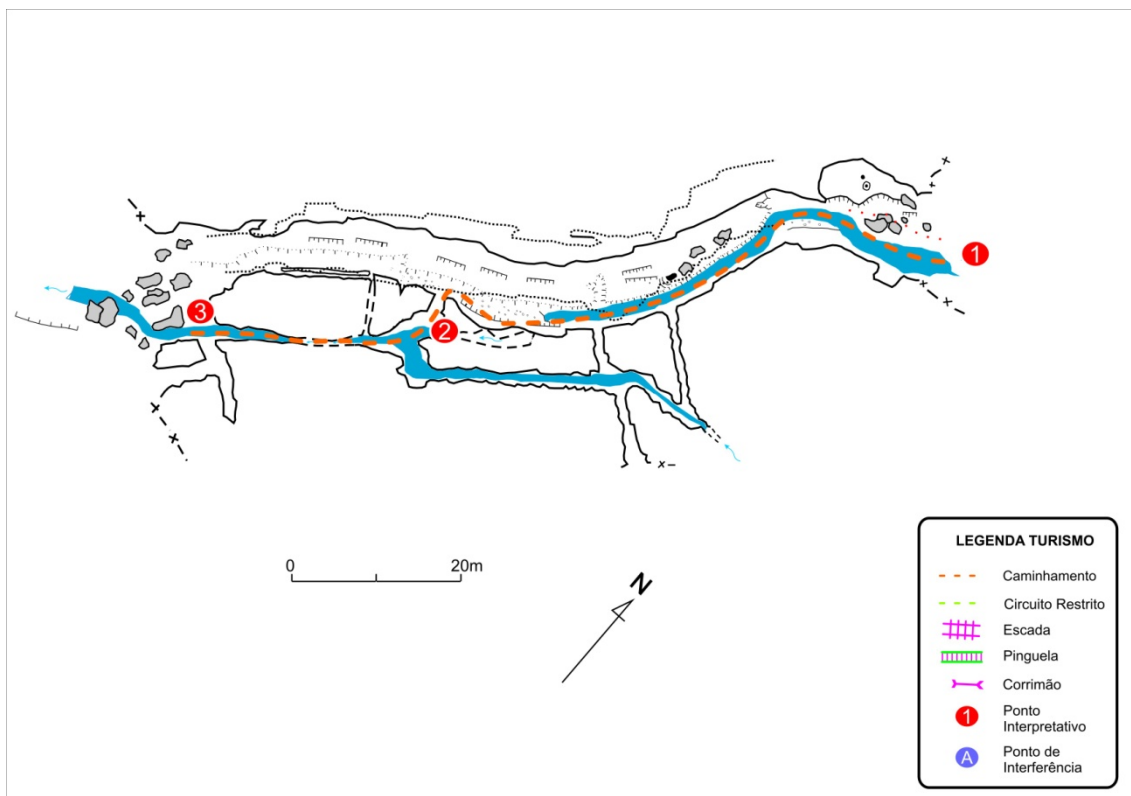 1
3
2
0
20m
N
LEGENDA TURISMO
Caminhamento
Circuito Restrito
Escada
Pinguela
Corrimão
1
Ponto
Interpretativo
A
Ponto de
Interferência